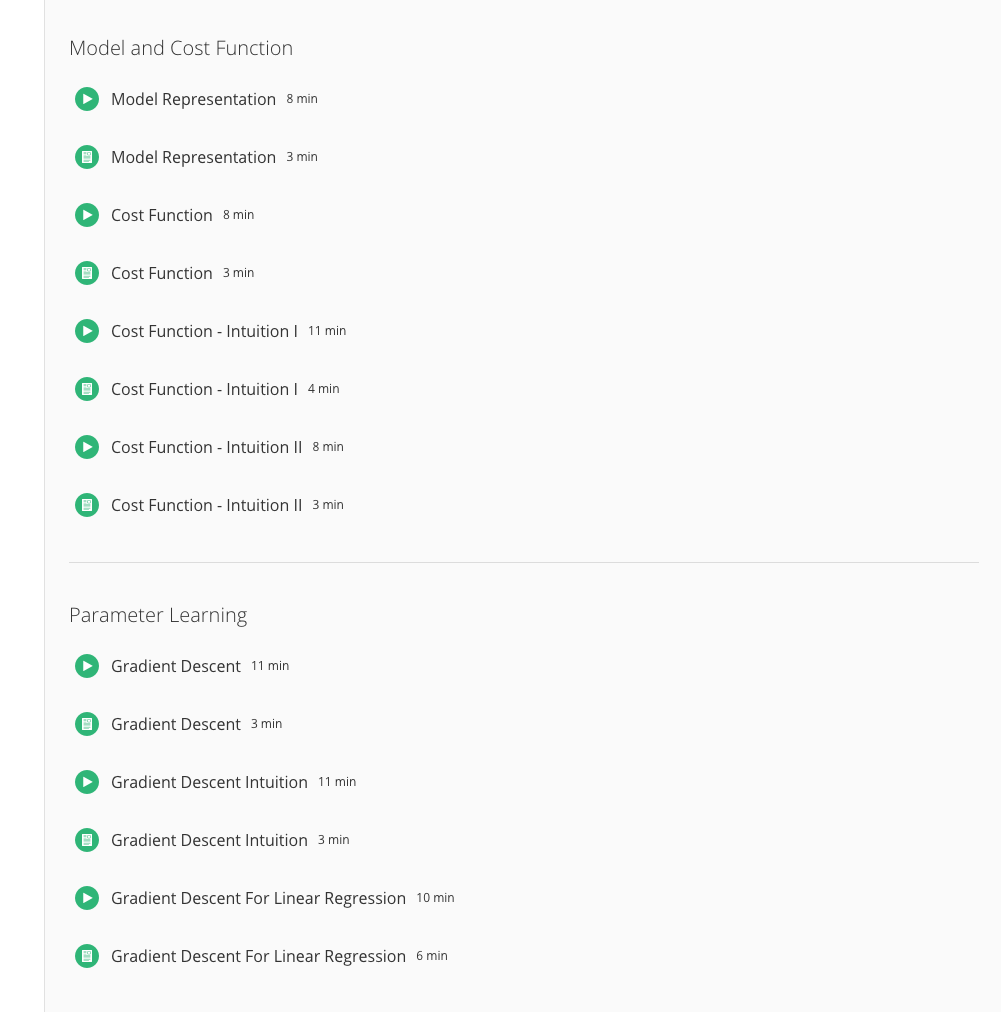 Model and Cost Function
Model Representation 8 min
Model Representation 3 min
Cost Function 8 min
Cost Function 3 min
Cost Function - Intuition I 11 min
Cost Function - Intuition I 4 min
Cost Function - Intuition II 8 min
Cost Function - Intuition II 3 min
Parameter Learning
Gradient Descent 11 min
Gradient Descent 3 min
Gradient Descent Intuition 11 min
Gradient Descent Intuition 3 min
Gradient Descent For Linear Regression 10 min
Gradient Descent For Linear Regression 6 min